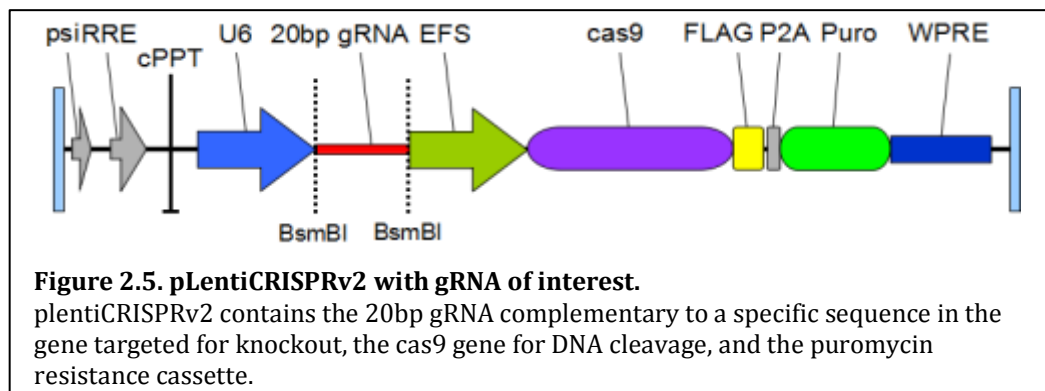 psiRRE U6 20bp gRNA EFS cas9 FLAG P2A Puro WPRE
cPPT
BsmBI BsmBI
Figure 2.5. pLentiCRISPRv2 with gRNA of interest.
plentiCRISPRv2 contains the 20bp gRNA complementary to a specific sequence in the
gene targeted for knockout, the cas9 gene for DNA cleavage, and the puromycin
resistance cassette.